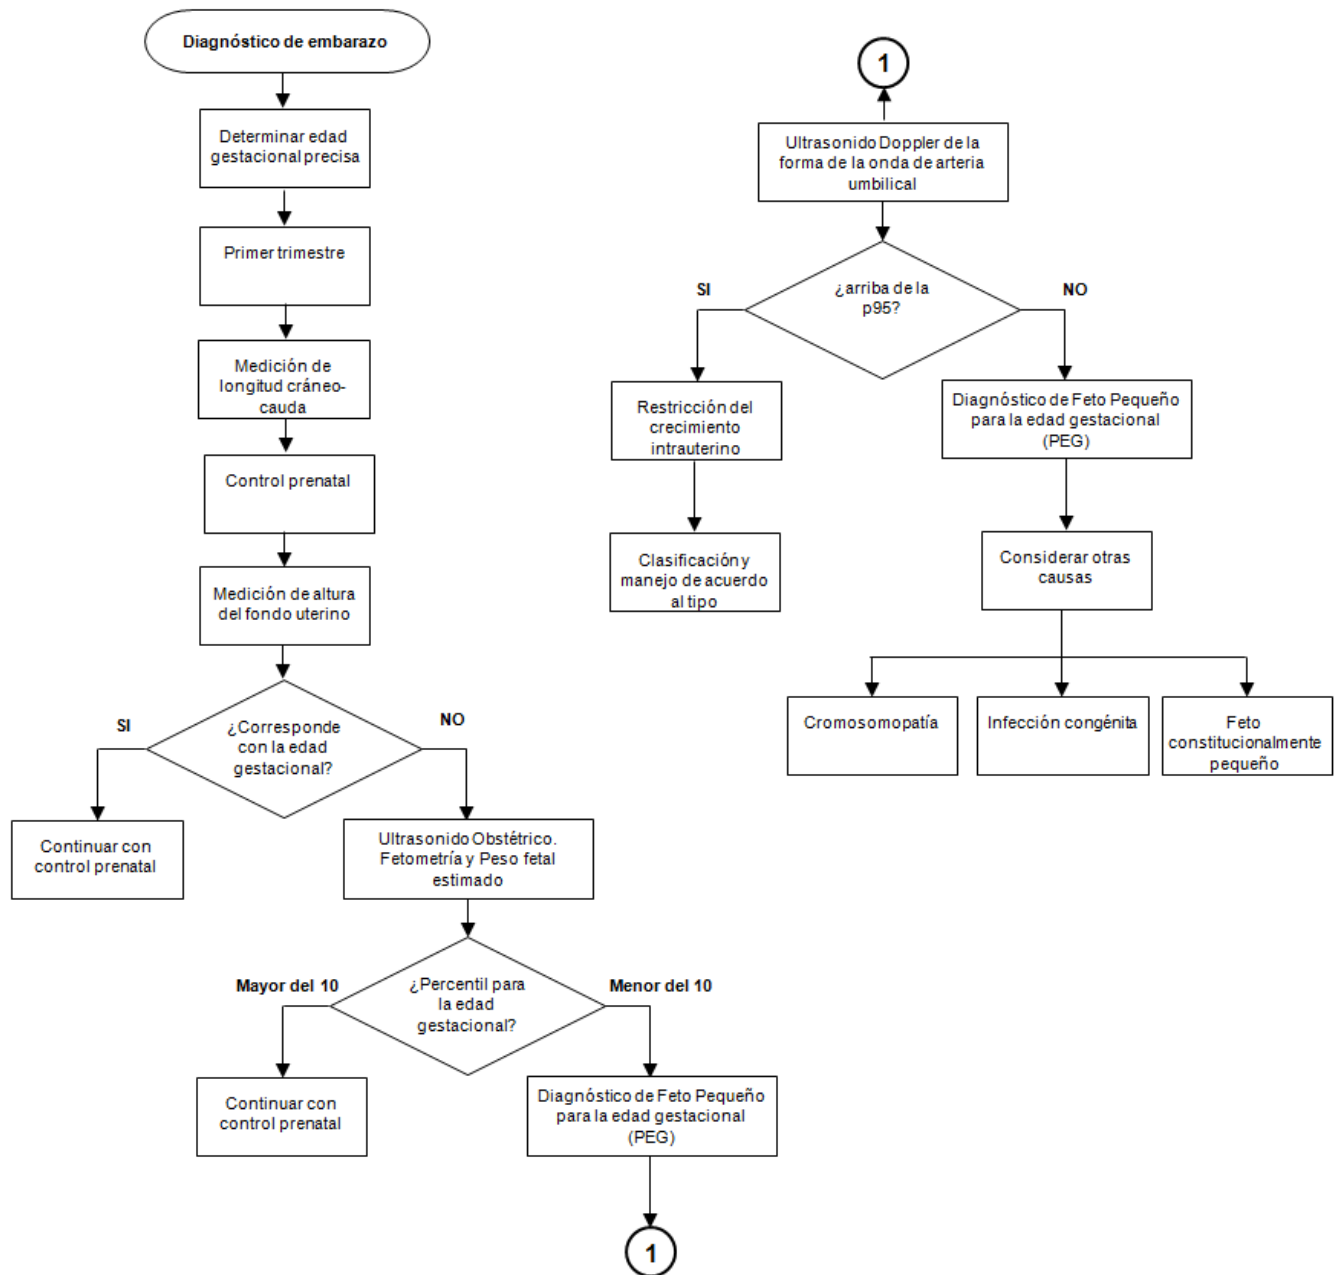 Diagnóstico de embarazo
Determinar edad
gestacional precisa
Primer trimestre
Medición de
longitud cráneo-
cauda
Control prenatal
Medición de altura
del fondo uterino
¿Corresponde
con la edad
gestacional?
SI
NO
Continuar con
control prenatal
Ultrasonido Obstétrico.
Fetometría y Peso fetal
estimado
¿Percentil para
la edad
gestacional?
Mayor del 10
Menor del 10
Continuar con
control prenatal
Diagnóstico de Feto Pequeño
para la edad gestacional
(PEG)
1
1
Ultrasonido Doppler de la
forma de la onda de arteria
umbilical
¿arriba de la
p95?
SI
NO
Restricción del
crecimiento
intrauterino
Clasificación y
manejo de acuerdo
al tipo
Diagnóstico de Feto Pequeño
para la edad gestacional
(PEG)
Considerar otras
causas
Cromosomopatía
Infección congénita
Feto
constitucionalmente
pequeño